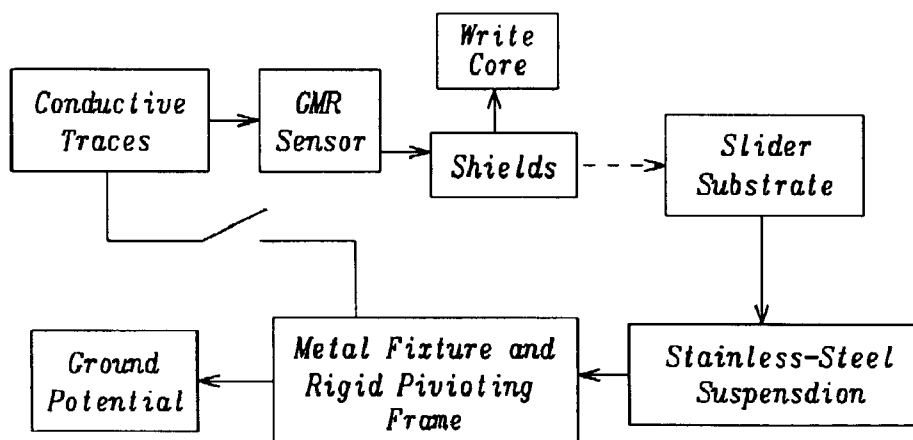 Write
Core
Conductive
Traces
GMR
Sensor
Shields
Slider
Substrate
Ground
Potential
Metal Fixture and
Rigid Pivioting
Frame
Stainless-Steel
Suspensdion